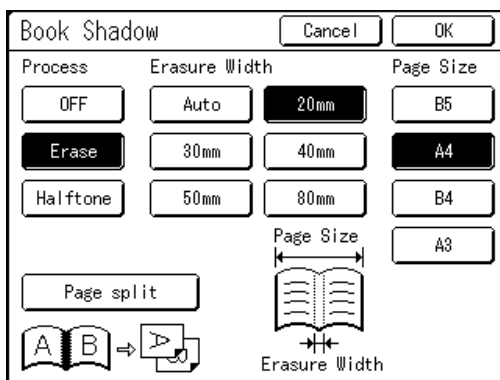 Book Shadow Cancel OK
Process Erasure Width Page Size
OFF Auto 20mm B5
Erase 30mm 40mm A4
Halftone 50mm 80mm B4
Page Size A3
Page split
A B A B
Erasure Width